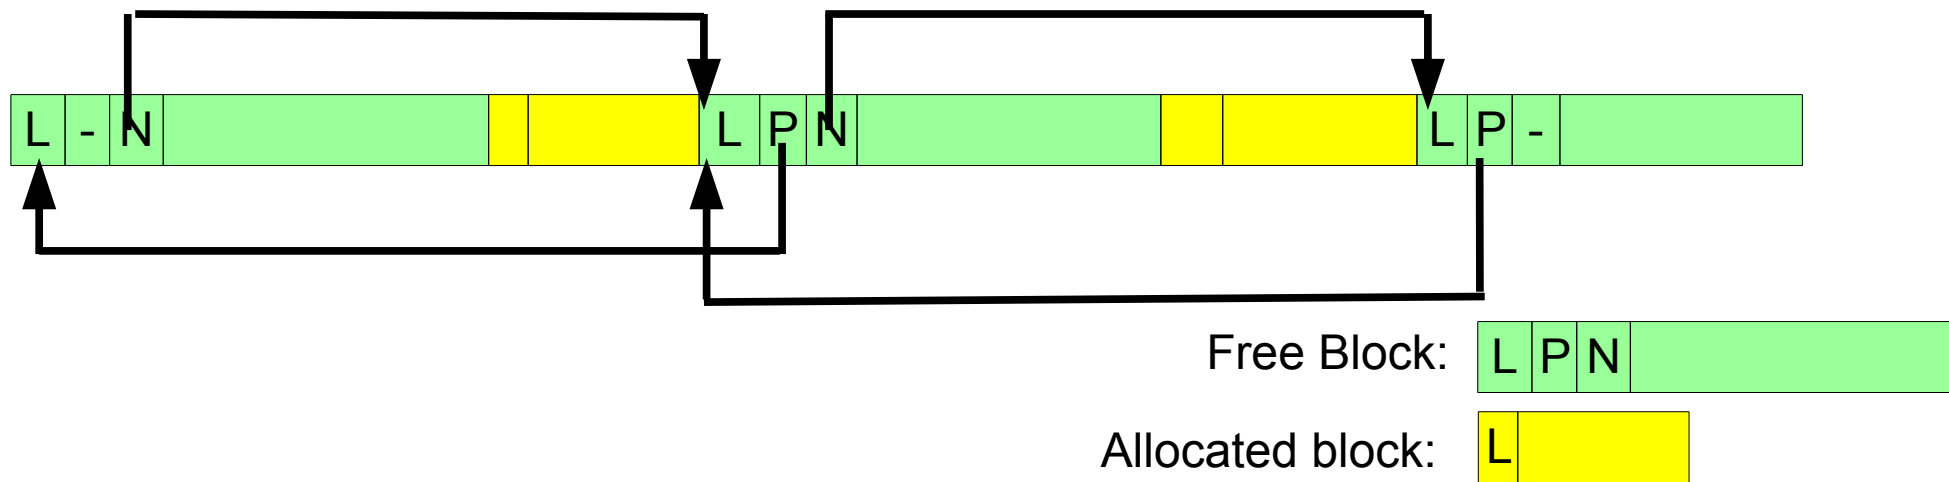 L - N L P N L P -
Free Block: L P N
Allocated block: L